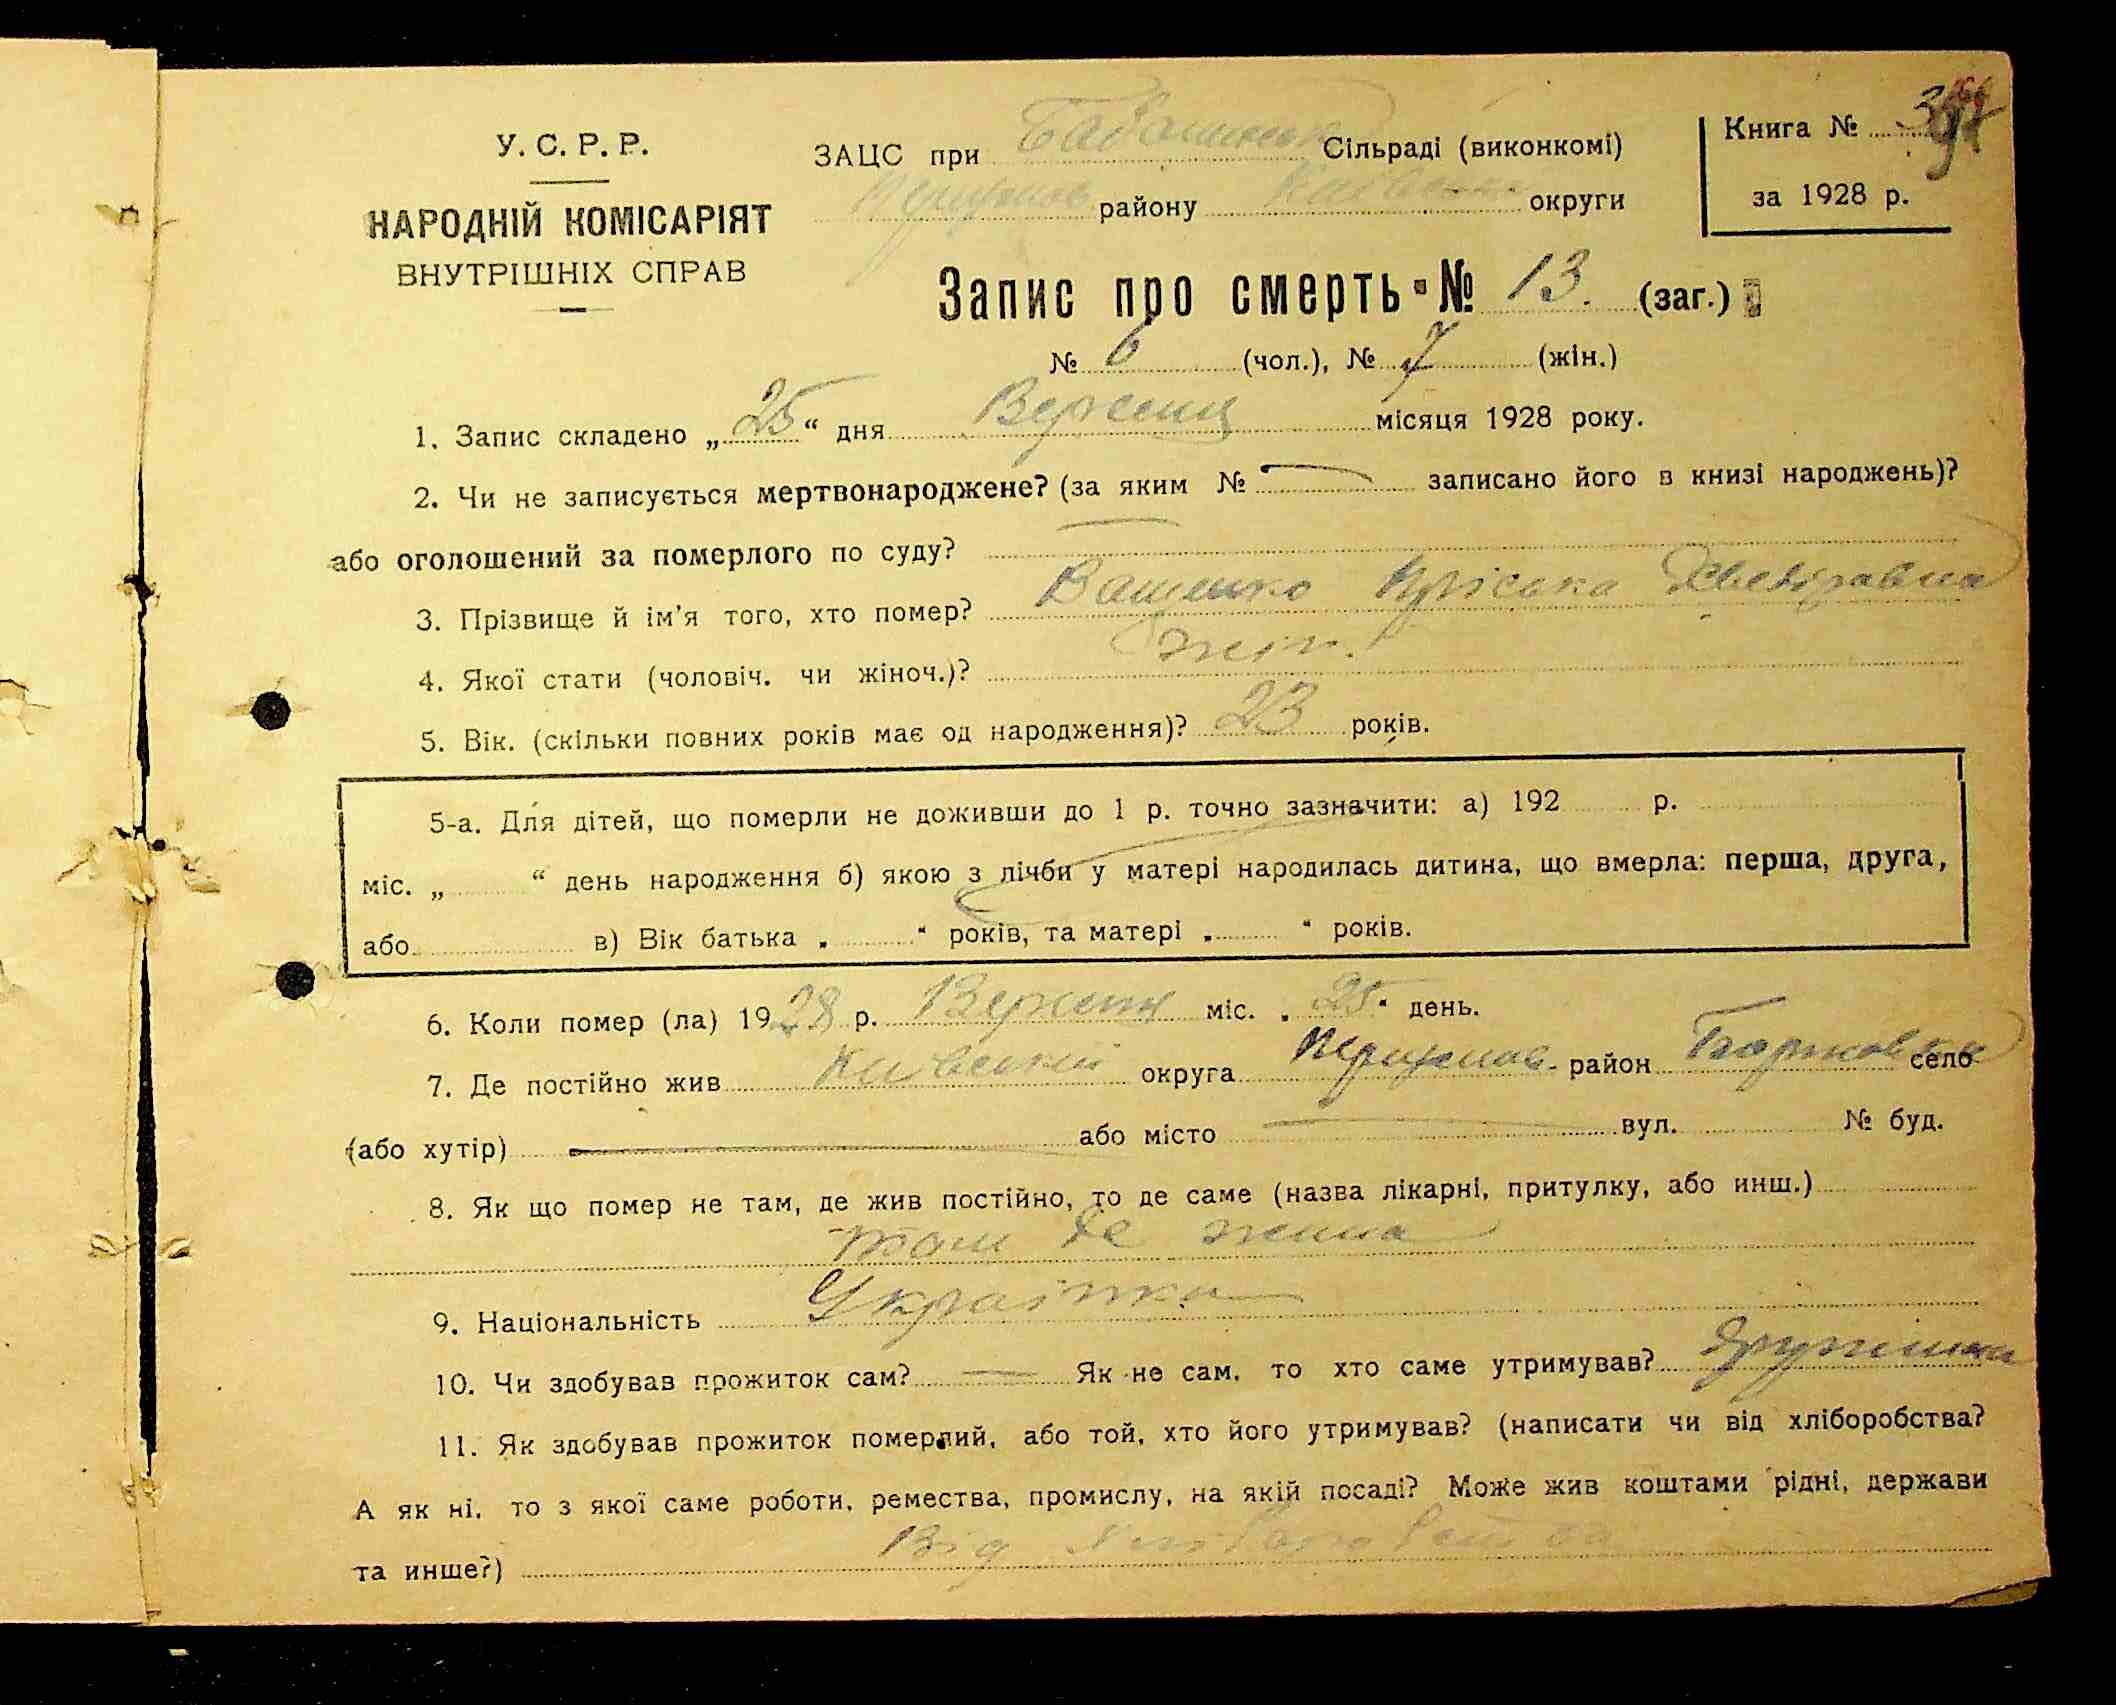 У. С. Р. Р.
НАРОДНІЙ КОМІСАРІЯТ
ВНУТРІШНІХ СПРАВ
ЗАЦС при Сільраді (виконкомі)
району округи
Книга №
за 1928 р.
Запис про смерть № 13. (заг.)
№ 6 (чол.), № 7 (жін.)
1. Запис складено „ 25 “ дня Вересня місяця 1928 року.
2. Чи не записується мертвонароджене? (за яким № — записано його в книзі народжень)?
або оголошений за померлого по суду? —
3. Прізвище й ім'я того, хто помер? Ващенко Пріська
4. Якої стати (чоловіч. чи жіноч.)? жін.
5. Вік. (скільки повних років має од народження)? 23 років.
5-а. Для дітей, що померли не доживши до 1 р. точно зазначити: а) 192 р.
міс. „ “ день народження б) якою з лічби у матері народилась дитина, що вмерла: перша, друга,
або в) Вік батька „ “ років, та матері „ “ років.
6. Коли помер (ла) 1928 р. Вересня міс. „ 25 “ день.
7. Де постійно жив округа район село
(або хутір) — або місто — вул. № буд.
8. Як що помер не там, де жив постійно, то де саме (назва лікарні, притулку, або инш.)
там де жила
9. Національність Українка
10. Чи здобував прожиток сам? — Як не сам, то хто саме утримував?
11. Як здобував прожиток померлий, або той, хто його утримував? (написати чи від хліборобства?
А як ні, то з якої саме роботи, ремества, промислу, на якій посаді? Може жив коштами рідні, держави
та инше?) Від